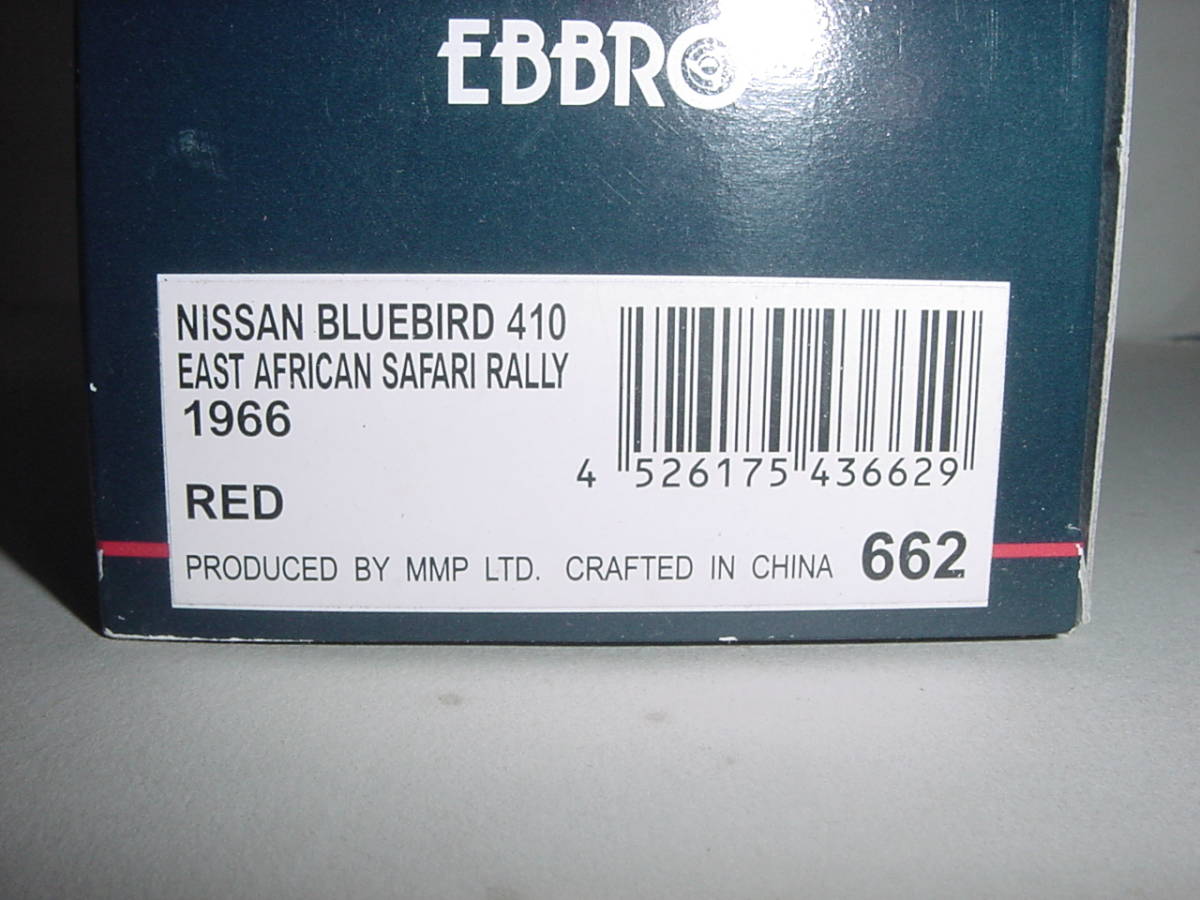 EBBRO
NISSAN BLUEBIRD 410
EAST AFRICAN SAFARI RALLY
1966
RED
4 526175 436629
PRODUCED BY MMP LTD. CRAFTED IN CHINA 662